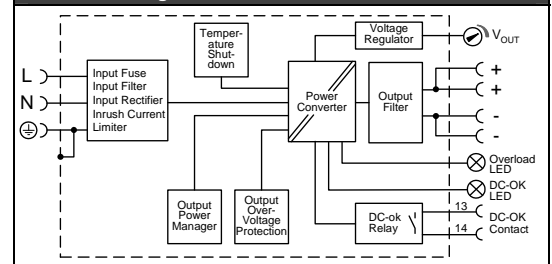 Temper-
ature
Shut-
down
Voltage
Regulator
VOUT
L
N
Input Fuse
Input Filter
Input Rectifier
Inrush Current
Limiter
Power
Converter
Output
Filter
+
+
-
-
Overload
LED
DC-OK
LED
Output
Power
Manager
Output
Over-
Voltage
Protection
DC-ok
Relay
13
14
DC-OK
Contact